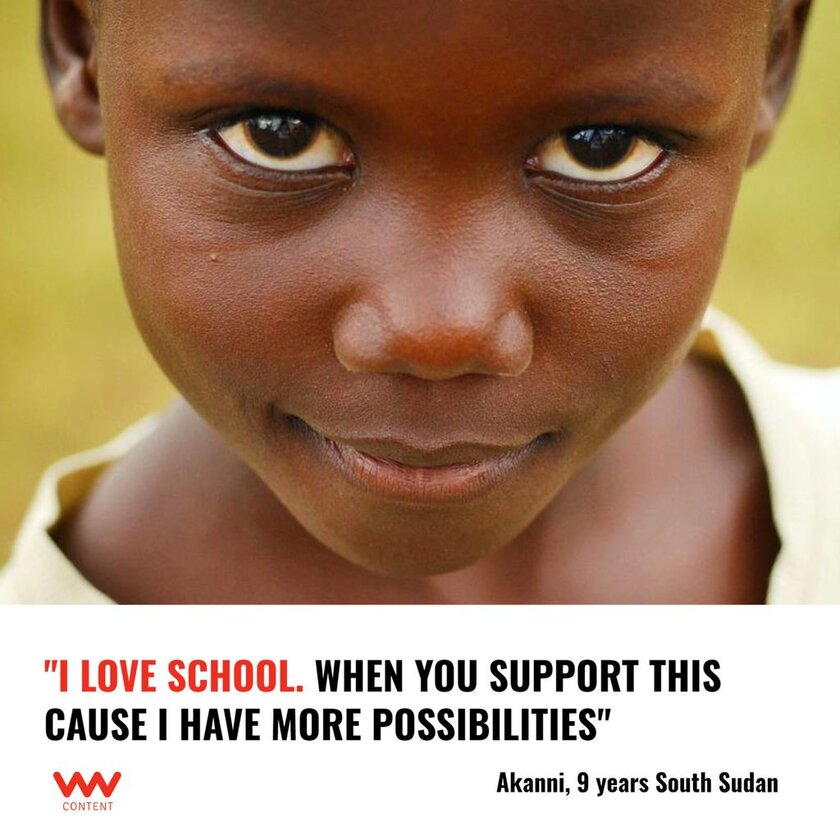 "I LOVE SCHOOL. WHEN YOU SUPPORT THIS
CAUSE I HAVE MORE POSSIBILITIES"
Akanni, 9 years South Sudan
CONTENT